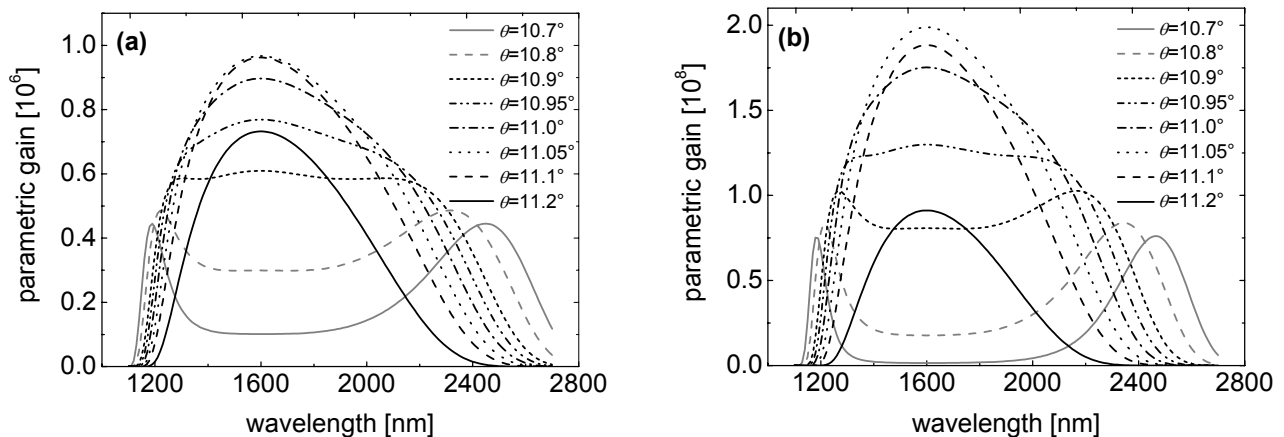 (a)
parametric gain [10⁶]
1.0
0.8
0.6
0.4
0.2
0.0
1200 1600 2000 2400 2800
wavelength [nm]
θ=10.7°
θ=10.8°
θ=10.9°
θ=10.95°
θ=11.0°
θ=11.05°
θ=11.1°
θ=11.2°
(b)
parametric gain [10⁸]
2.0
1.5
1.0
0.5
0.0
1200 1600 2000 2400 2800
wavelength [nm]
θ=10.7°
θ=10.8°
θ=10.9°
θ=10.95°
θ=11.0°
θ=11.05°
θ=11.1°
θ=11.2°